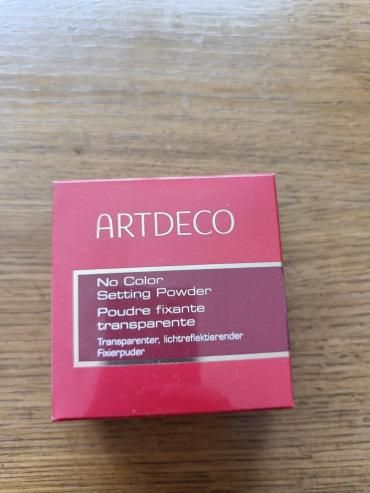 ARTDECO
No Color
Setting Powder
Poudre fixante
transparente
Transparenter, lichtreflektierender
Fixierpuder